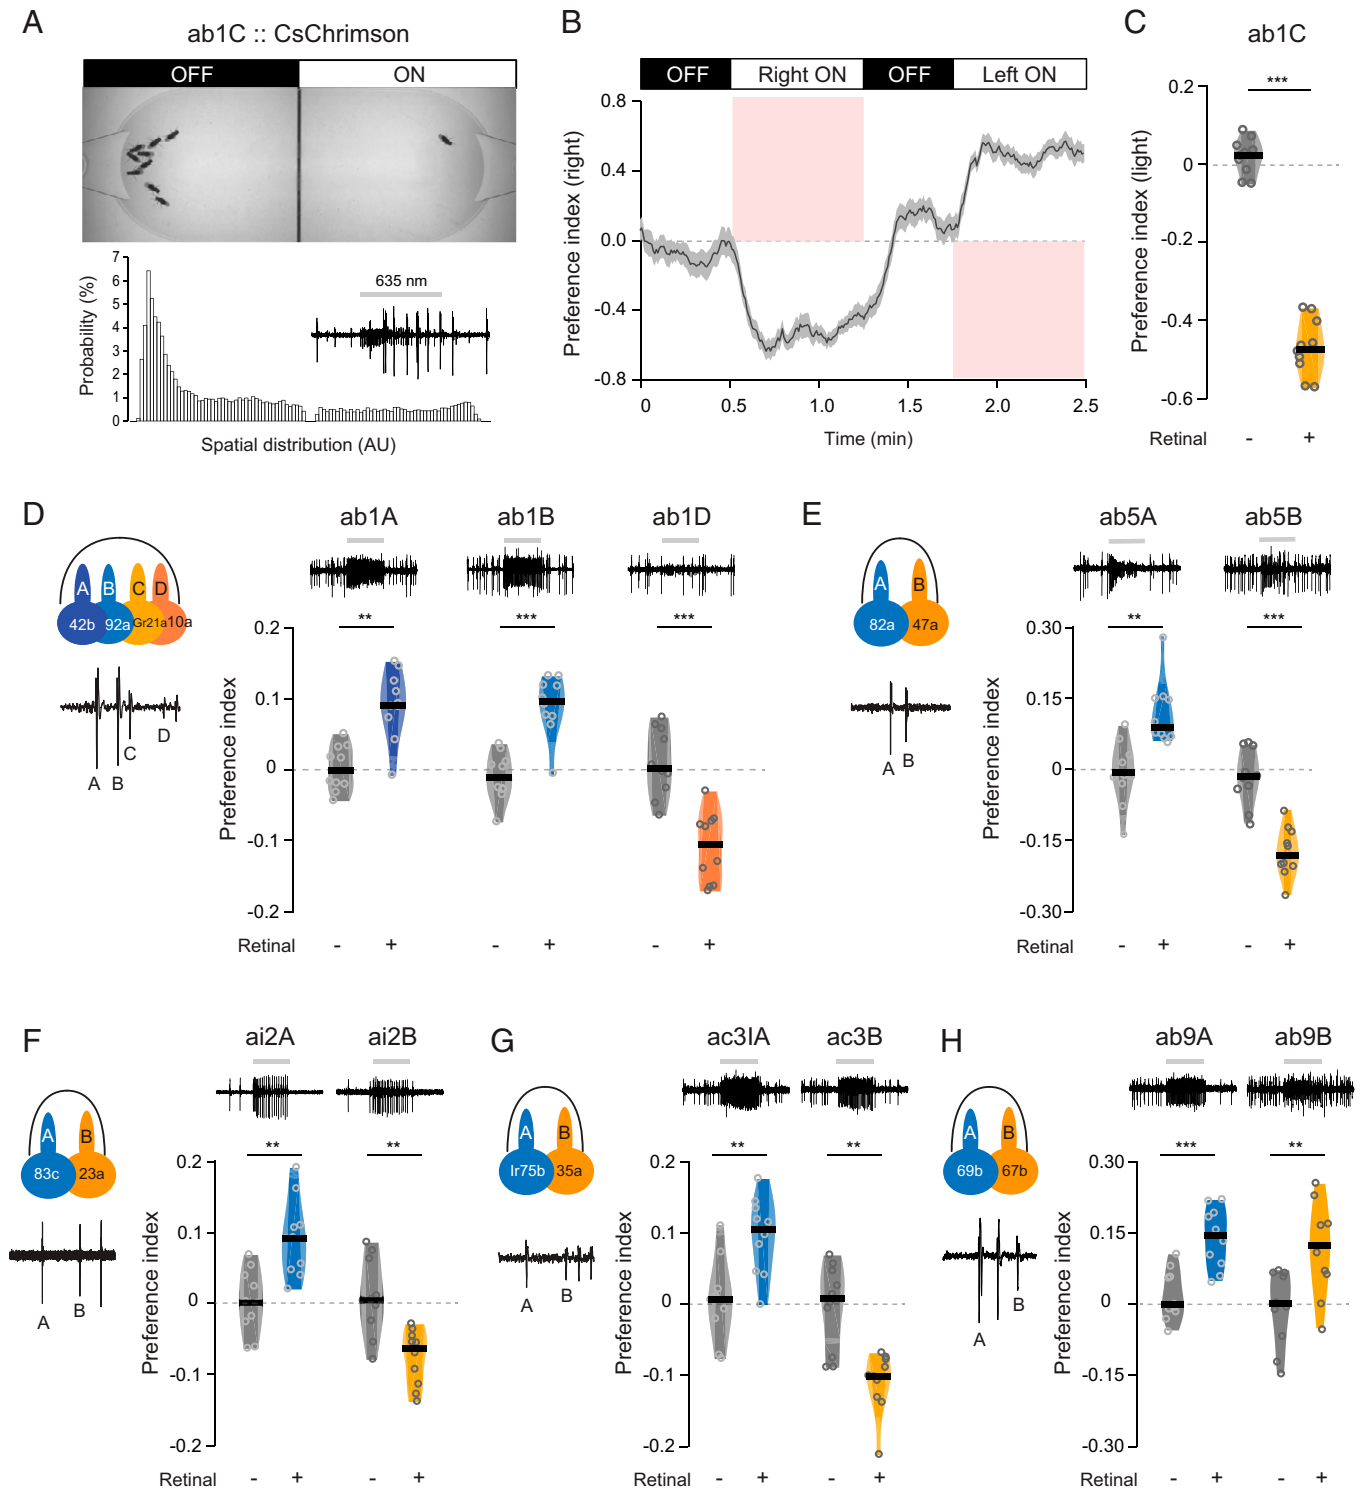 A
ab1C :: CsChrimson
OFF ON
7
6
5
4
3
2
1
0
Probability (%)
635 nm
Spatial distribution (AU)
B
OFF Right ON OFF Left ON
0.8
0.4
0.0
-0.4
-0.8
Preference index (right)
0 0.5 1.0 1.5 2.0 2.5
Time (min)
C
ab1C
***
0.2
0
-0.2
-0.4
-0.6
Preference index (light)
Retinal - +
D
A B C D
42b 92a Gr21a 10a
A B C D
ab1A ab1B ab1D
** *** ***
0.2
0.1
0
-0.1
-0.2
Preference index
Retinal - + - + - +
E
A B
82a 47a
A B
ab5A ab5B
** ***
0.30
0.15
0
-0.15
-0.30
Preference index
Retinal - + - +
F
A B
83c 23a
A B
ai2A ai2B
** **
0.2
0.1
0
-0.1
-0.2
Preference index
Retinal - + - +
G
A B
Ir75b 35a
A B
ac3IA ac3B
** **
0.2
0.1
0
-0.1
-0.2
Preference index
Retinal - + - +
H
A B
69b 67b
A B
ab9A ab9B
*** **
0.30
0.15
0
-0.15
-0.30
Preference index
Retinal - + - +